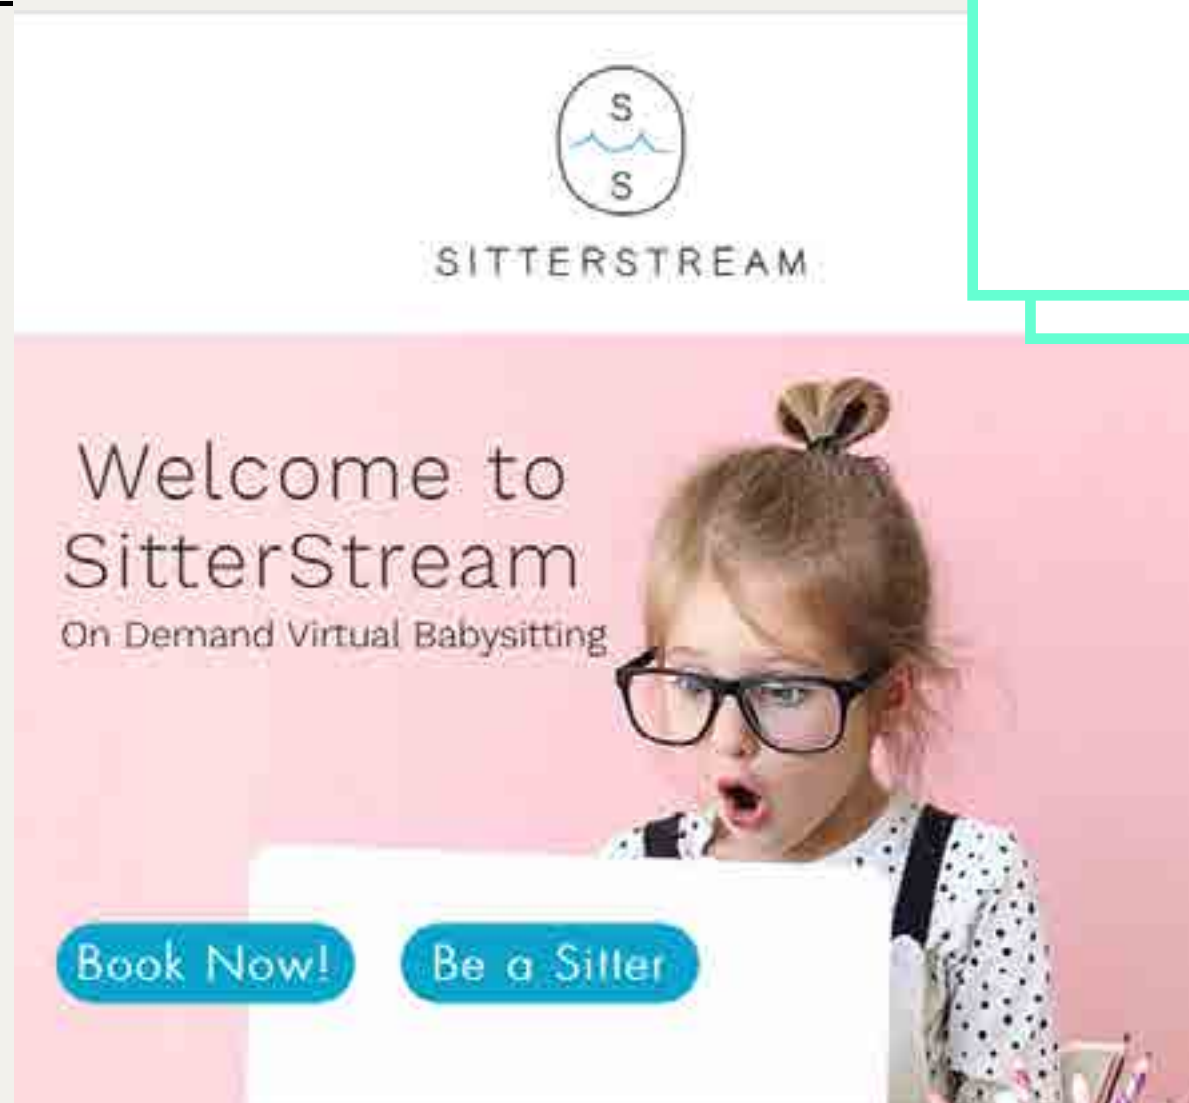 S
S
SITTERSTREAM
Welcome to
SitterStream
On Demand Virtual Babysitting
Book Now!
Be a Sitter